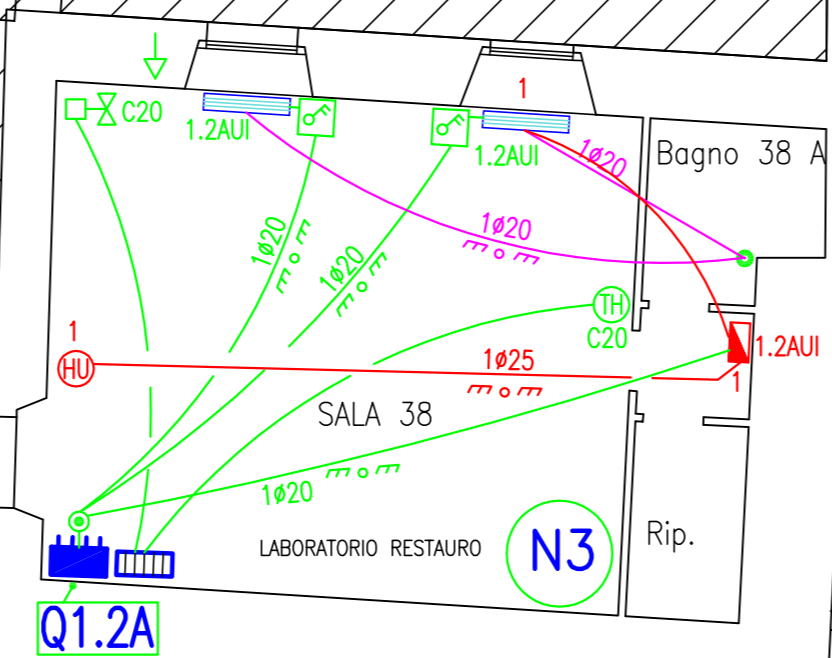 1
C20
1.2AUI
1.2AUI
1ø20
Bagno 38 A
1ø20
1ø20
1ø20
TH
C20
1
HU
1ø25
1.2AUI
1
SALA 38
1ø20
LABORATORIO RESTAURO
N3
Rip.
Q1.2A